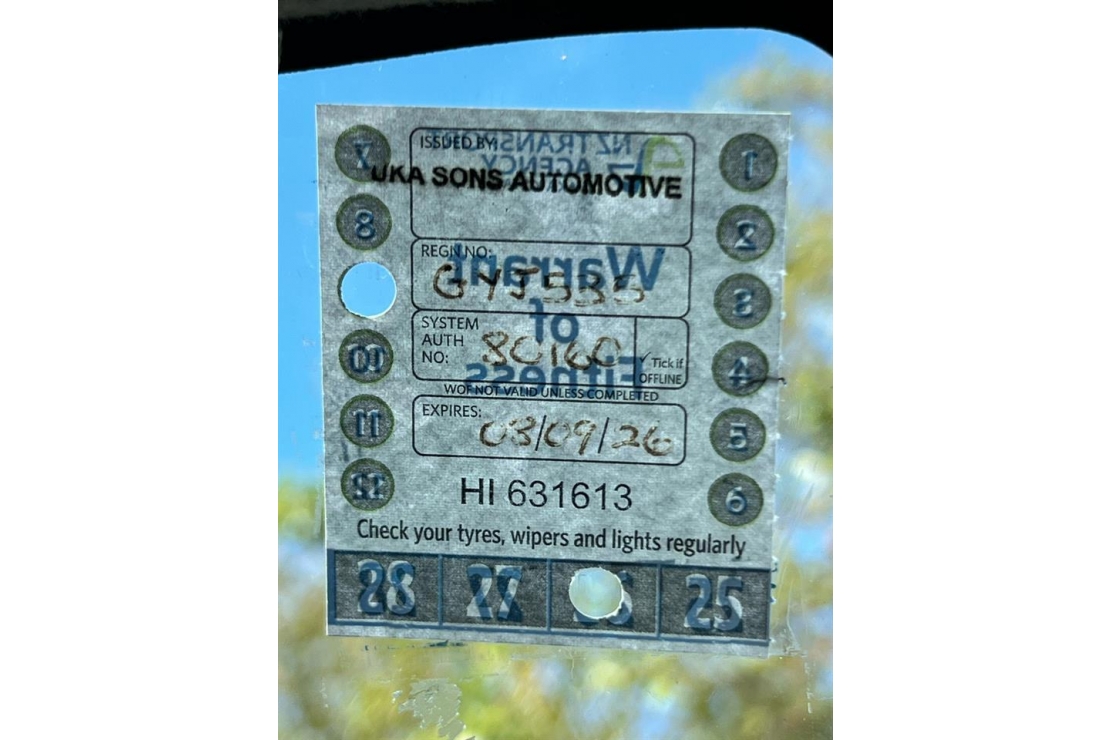 ISSUED BY:
NZ TRANSPORT
AGENCY
UKA SONS AUTOMOTIVE
REGN NO:
GYJ535
Warrant
of
Fitness
SYSTEM
AUTH
NO:
80160
✓ Tick if
OFFLINE
WOF NOT VALID UNLESS COMPLETED
EXPIRES:
03/09/26
HI 631613
Check your tyres, wipers and lights regularly
7 1
8 2
3
10 4
11 5
12 6
28 27 25